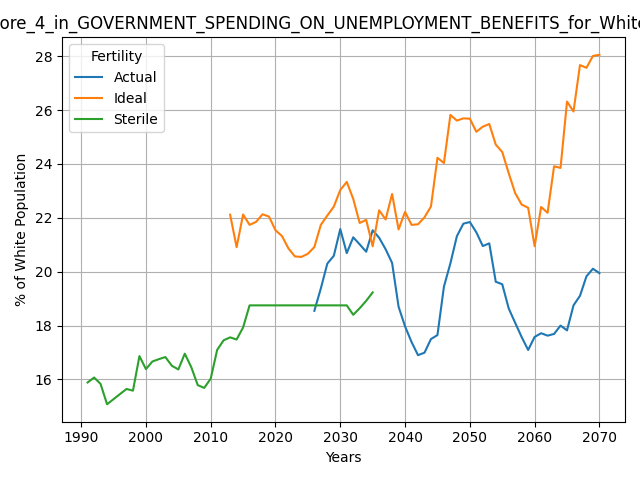 ore_4_in_GOVERNMENT_SPENDING_ON_UNEMPLOYMENT_BENEFITS_for_White
Fertility
Actual
Ideal
Sterile
28
26
24
22
20
18
16
% of White Population
1990 2000 2010 2020 2030 2040 2050 2060 2070
Years